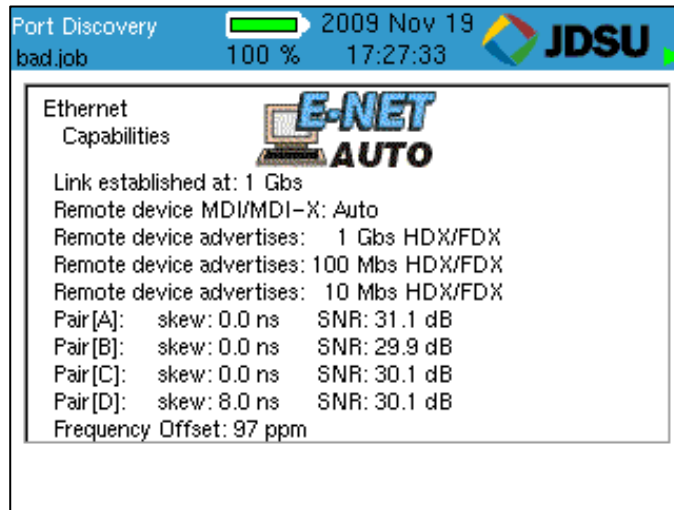 Port Discovery 2009 Nov 19 JDSU
bad.job 100 % 17:27:33
Ethernet E-NET
Capabilities AUTO
Link established at: 1 Gbs
Remote device MDI/MDI-X: Auto
Remote device advertises: 1 Gbs HDX/FDX
Remote device advertises: 100 Mbs HDX/FDX
Remote device advertises: 10 Mbs HDX/FDX
Pair[A]: skew: 0.0 ns SNR: 31.1 dB
Pair[B]: skew: 0.0 ns SNR: 29.9 dB
Pair[C]: skew: 0.0 ns SNR: 30.1 dB
Pair[D]: skew: 8.0 ns SNR: 30.1 dB
Frequency Offset: 97 ppm